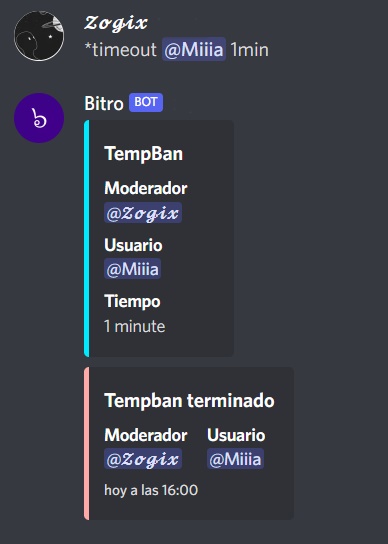 𝓩𝓸𝓰𝓲𝔁
*timeout @Miiia 1min
b
Bitro BOT
TempBan
Moderador
@𝓩𝓸𝓰𝓲𝔁
Usuario
@Miiia
Tiempo
1 minute
Tempban terminado
Moderador Usuario
@𝓩𝓸𝓰𝓲𝔁 @Miiia
hoy a las 16:00